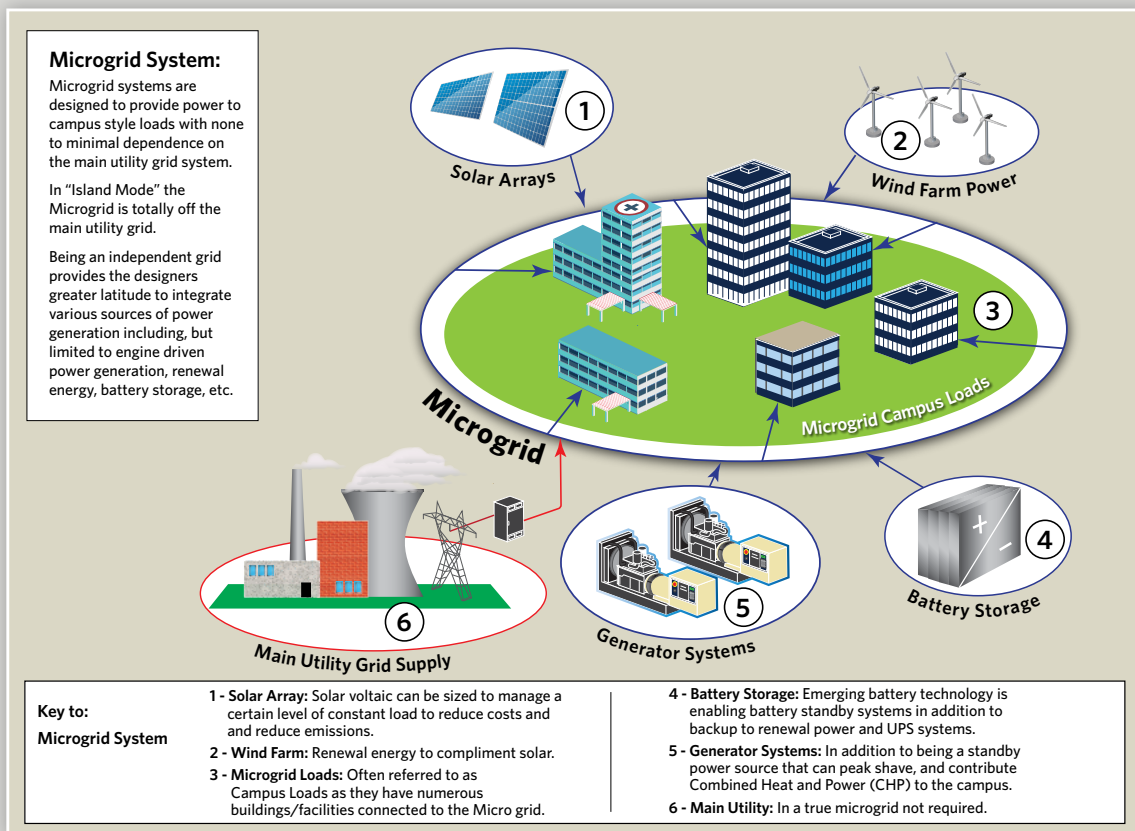 Microgrid System:
Microgrid systems are
designed to provide power to
campus style loads with none
to minimal dependence on
the main utility grid system.
In “Island Mode” the
Microgrid is totally off the
main utility grid.
Being an independent grid
provides the designers
greater latitude to integrate
various sources of power
generation including, but
limited to engine driven
power generation, renewal
energy, battery storage, etc.
1
Solar Arrays
2
Wind Farm Power
3
Microgrid Campus Loads
Microgrid
4
Battery Storage
5
Generator Systems
6
Main Utility Grid Supply
Key to:
Microgrid System
1 - Solar Array: Solar voltaic can be sized to manage a
certain level of constant load to reduce costs and
and reduce emissions.
2 - Wind Farm: Renewal energy to compliment solar.
3 - Microgrid Loads: Often referred to as
Campus Loads as they have numerous
buildings/facilities connected to the Micro grid.
4 - Battery Storage: Emerging battery technology is
enabling battery standby systems in addition to
backup to renewal power and UPS systems.
5 - Generator Systems: In addition to being a standby
power source that can peak shave, and contribute
Combined Heat and Power (CHP) to the campus.
6 - Main Utility: In a true microgrid not required.